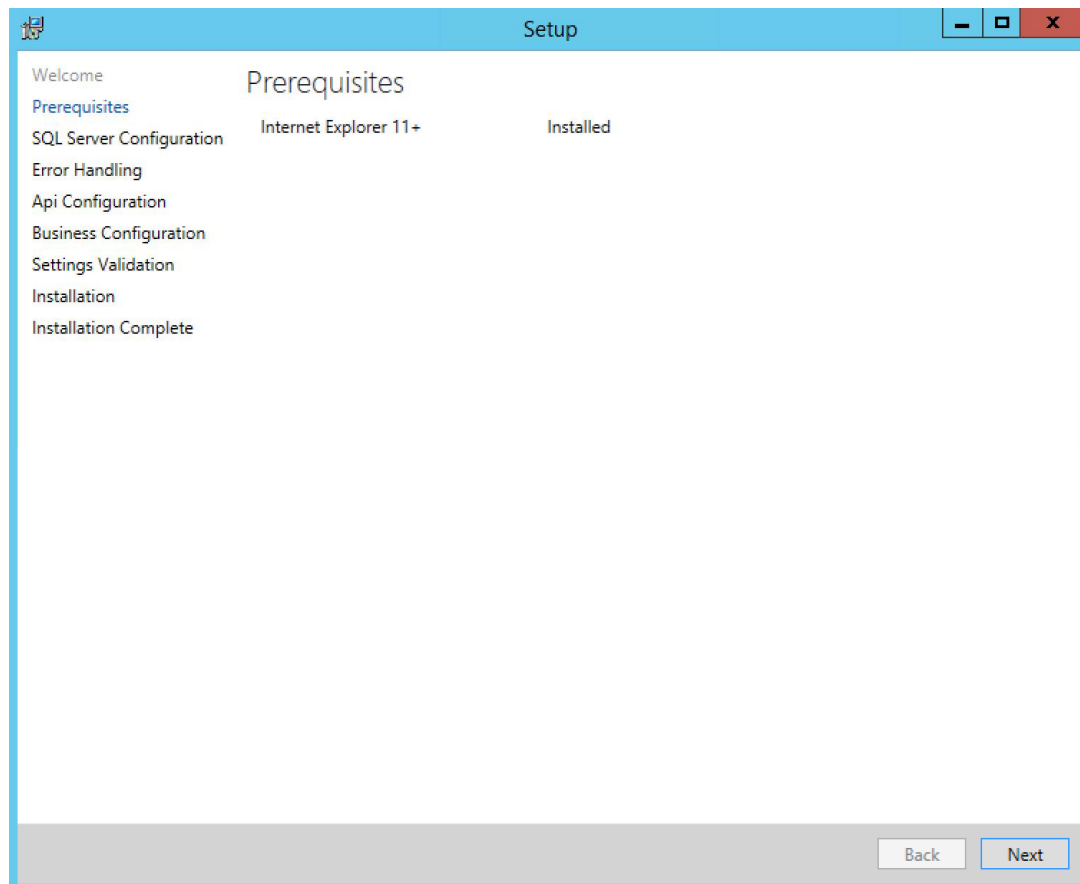 Setup
Welcome
Prerequisites
SQL Server Configuration
Error Handling
Api Configuration
Business Configuration
Settings Validation
Installation
Installation Complete
Prerequisites
Internet Explorer 11+ Installed
Back Next